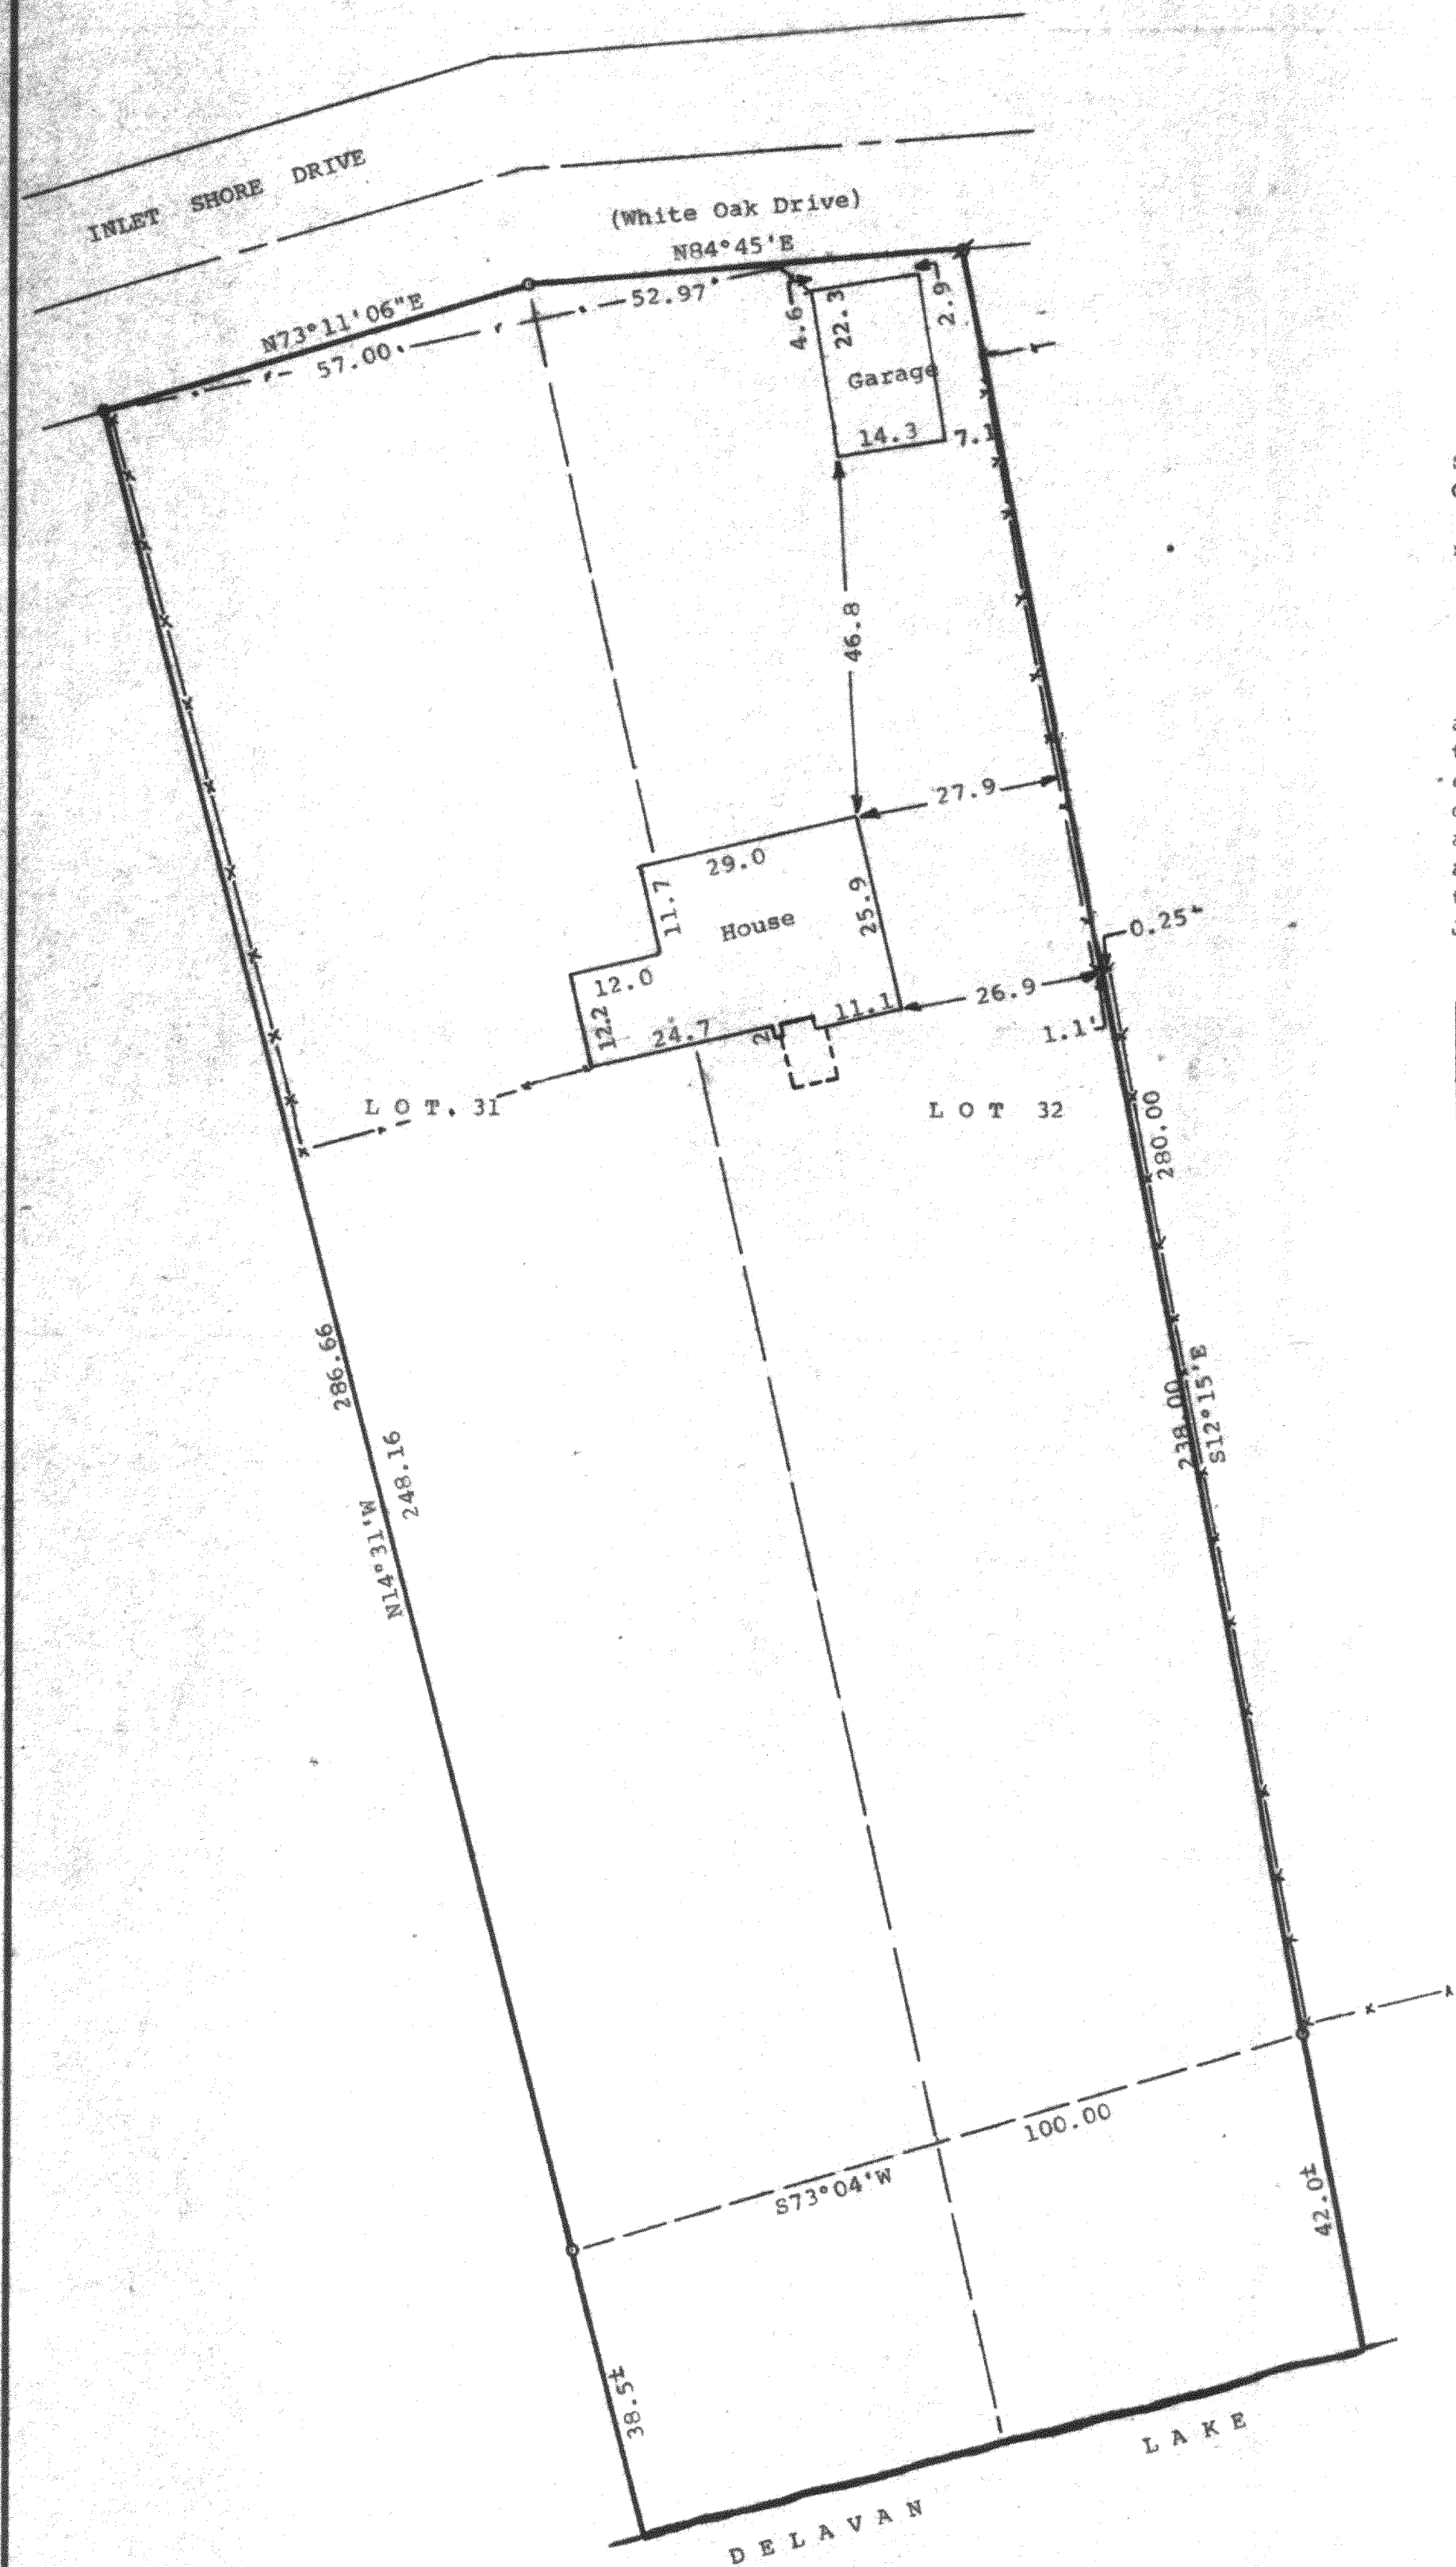 INLET SHORE DRIVE
(White Oak Drive)
N84°45'E
N73°11'06"E
52.97'
57.00'
4.6
22.3
2.9
Garage
14.3
7.1
46.8
27.9
29.0
11.7
House
25.9
0.25'
12.0
26.9
12.2
24.7
2
11.1
1.1'
LOT. 31
LOT 32
280.00
286.66
238.00
S12°15'E
248.16
N14°31'W
100.00
S73°04'W
42.0±
38.5±
LAKE
DELAVAN